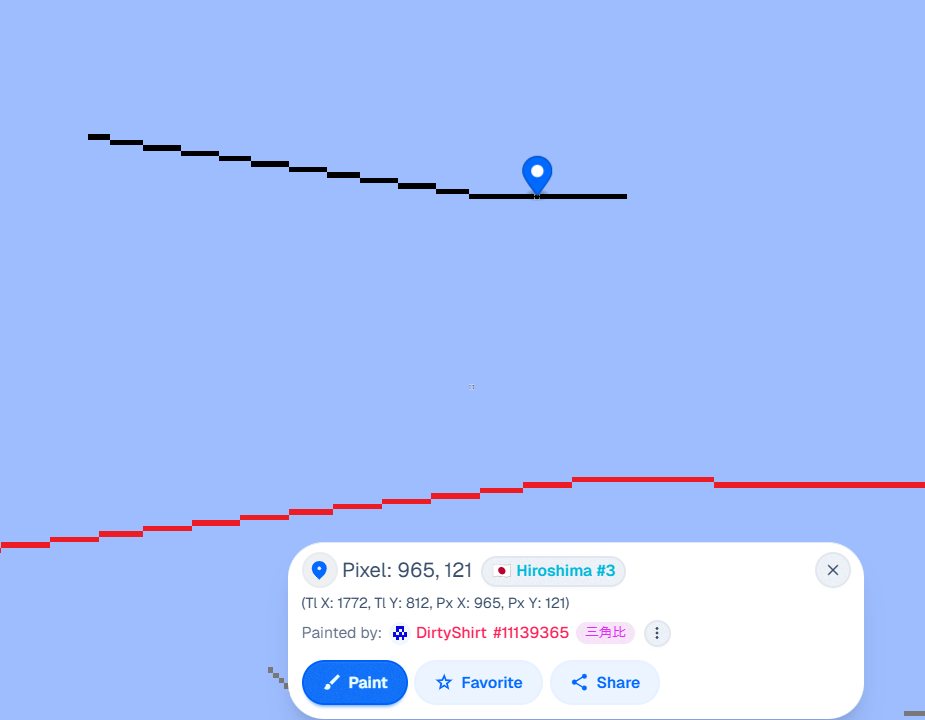 Pixel: 965, 121 Hiroshima #3
(Tl X: 1772, Tl Y: 812, Px X: 965, Px Y: 121)
Painted by: DirtyShirt #11139365 三角比
Paint Favorite Share